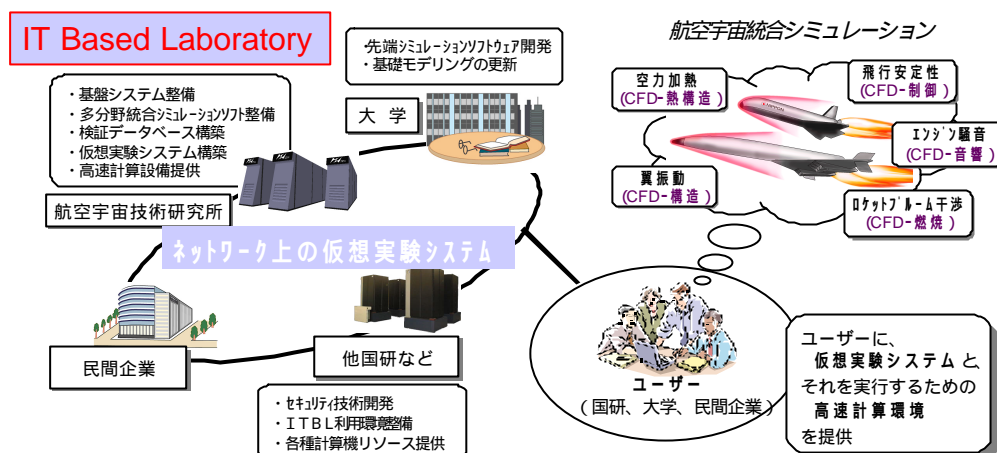 IT Based Laboratory
・先端ｼﾐｭﾚｰｼｮﾝｿﾌﾄｳｪｱ開発
・基礎モデリングの更新
大 学
・基盤システム整備
・多分野統合ｼﾐｭﾚｰｼｮﾝｿﾌﾄ整備
・検証データベース構築
・仮想実験システム構築
・高速計算設備提供
航空宇宙技術研究所
ネットワーク上の仮想実験システム
民間企業
他国研など
・ｾｷｭﾘﾃｨ技術開発
・ＩＴＢＬ利用環境整備
・各種計算機リソース提供
航空宇宙統合シミュレーション
空力加熱
(CFD-熱構造)
飛行安定性
(CFD-制御)
NIPPON
ｴﾝｼﾞﾝ騒音
(CFD-音響)
翼振動
(CFD-構造)
ﾛｹｯﾄﾌﾟﾙｰﾑ干渉
(CFD-燃焼)
ユーザー
(国研、大学、民間企業)
ユーザーに、
仮想実験システムと、
それを実行するための
高速計算環境
を提供